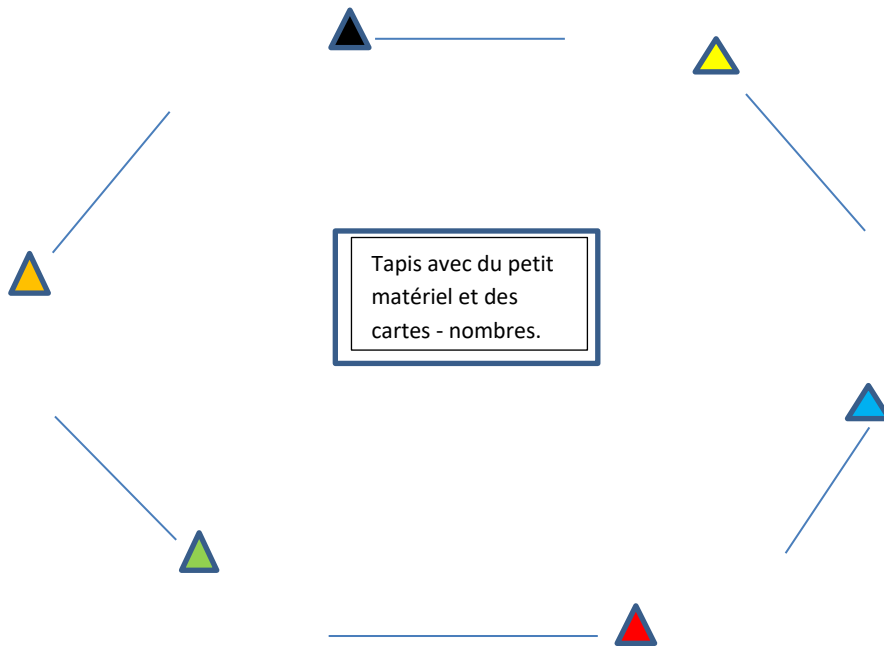 Tapis avec du petit
matériel et des
cartes - nombres.